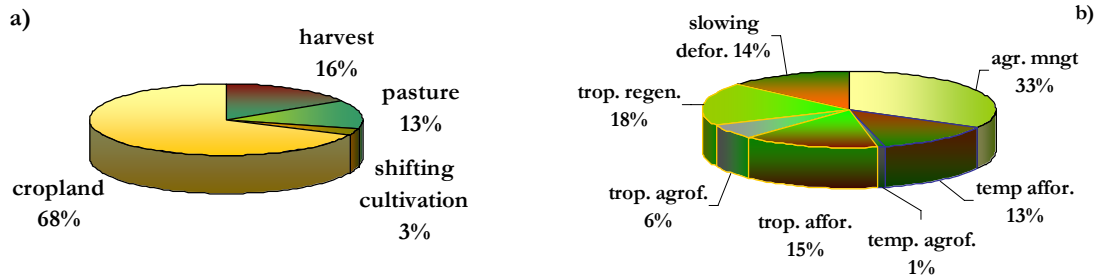 a)
harvest
16%
pasture
13%
shifting
cultivation
3%
cropland
68%
b)
slowing
defor. 14%
agr. mngt
33%
trop. regen.
18%
temp affor.
13%
trop. agrof.
6%
trop. affor.
15%
temp. agrof.
1%